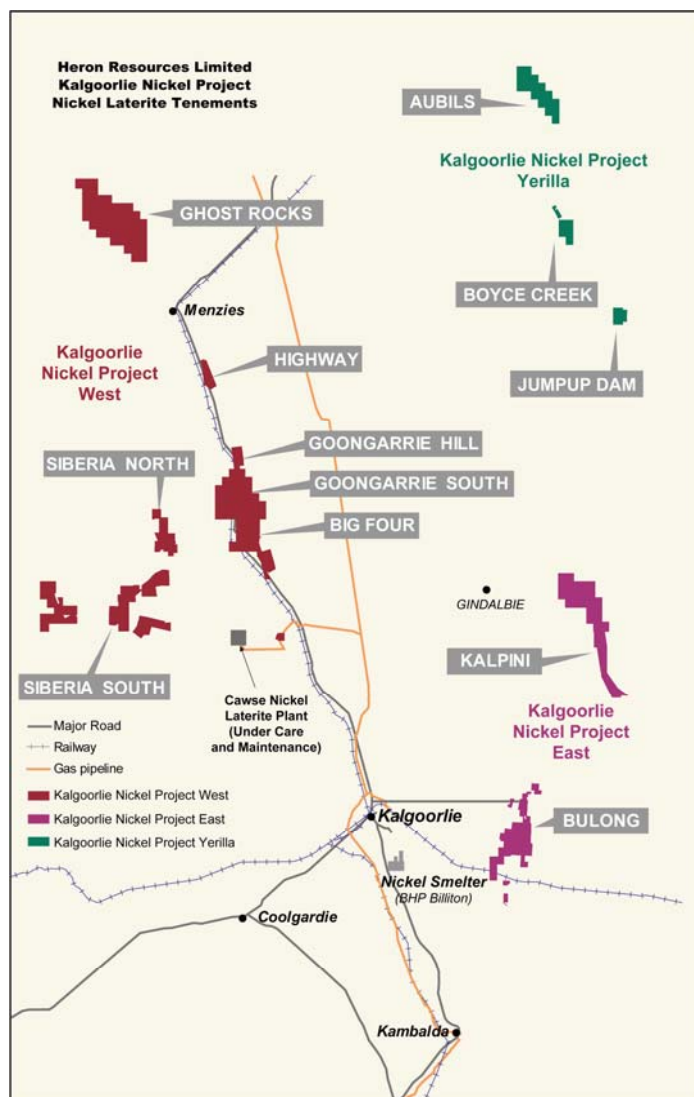 Heron Resources Limited
Kalgoorlie Nickel Project
Nickel Laterite Tenements
AUBILS
Kalgoorlie Nickel Project
Yerilla
GHOST ROCKS
BOYCE CREEK
Menzies
JUMPUP DAM
Kalgoorlie
Nickel Project
West
HIGHWAY
GOONGARRIE HILL
SIBERIA NORTH
GOONGARRIE SOUTH
BIG FOUR
GINDALBIE
KALPINI
SIBERIA SOUTH
Cawse Nickel
Laterite Plant
(Under Care
and Maintenance)
Kalgoorlie
Nickel Project
East
Major Road
Railway
Gas pipeline
Kalgoorlie Nickel Project West
Kalgoorlie Nickel Project East
Kalgoorlie Nickel Project Yerilla
Kalgoorlie
BULONG
Nickel Smelter
(BHP Billiton)
Coolgardie
Kambalda